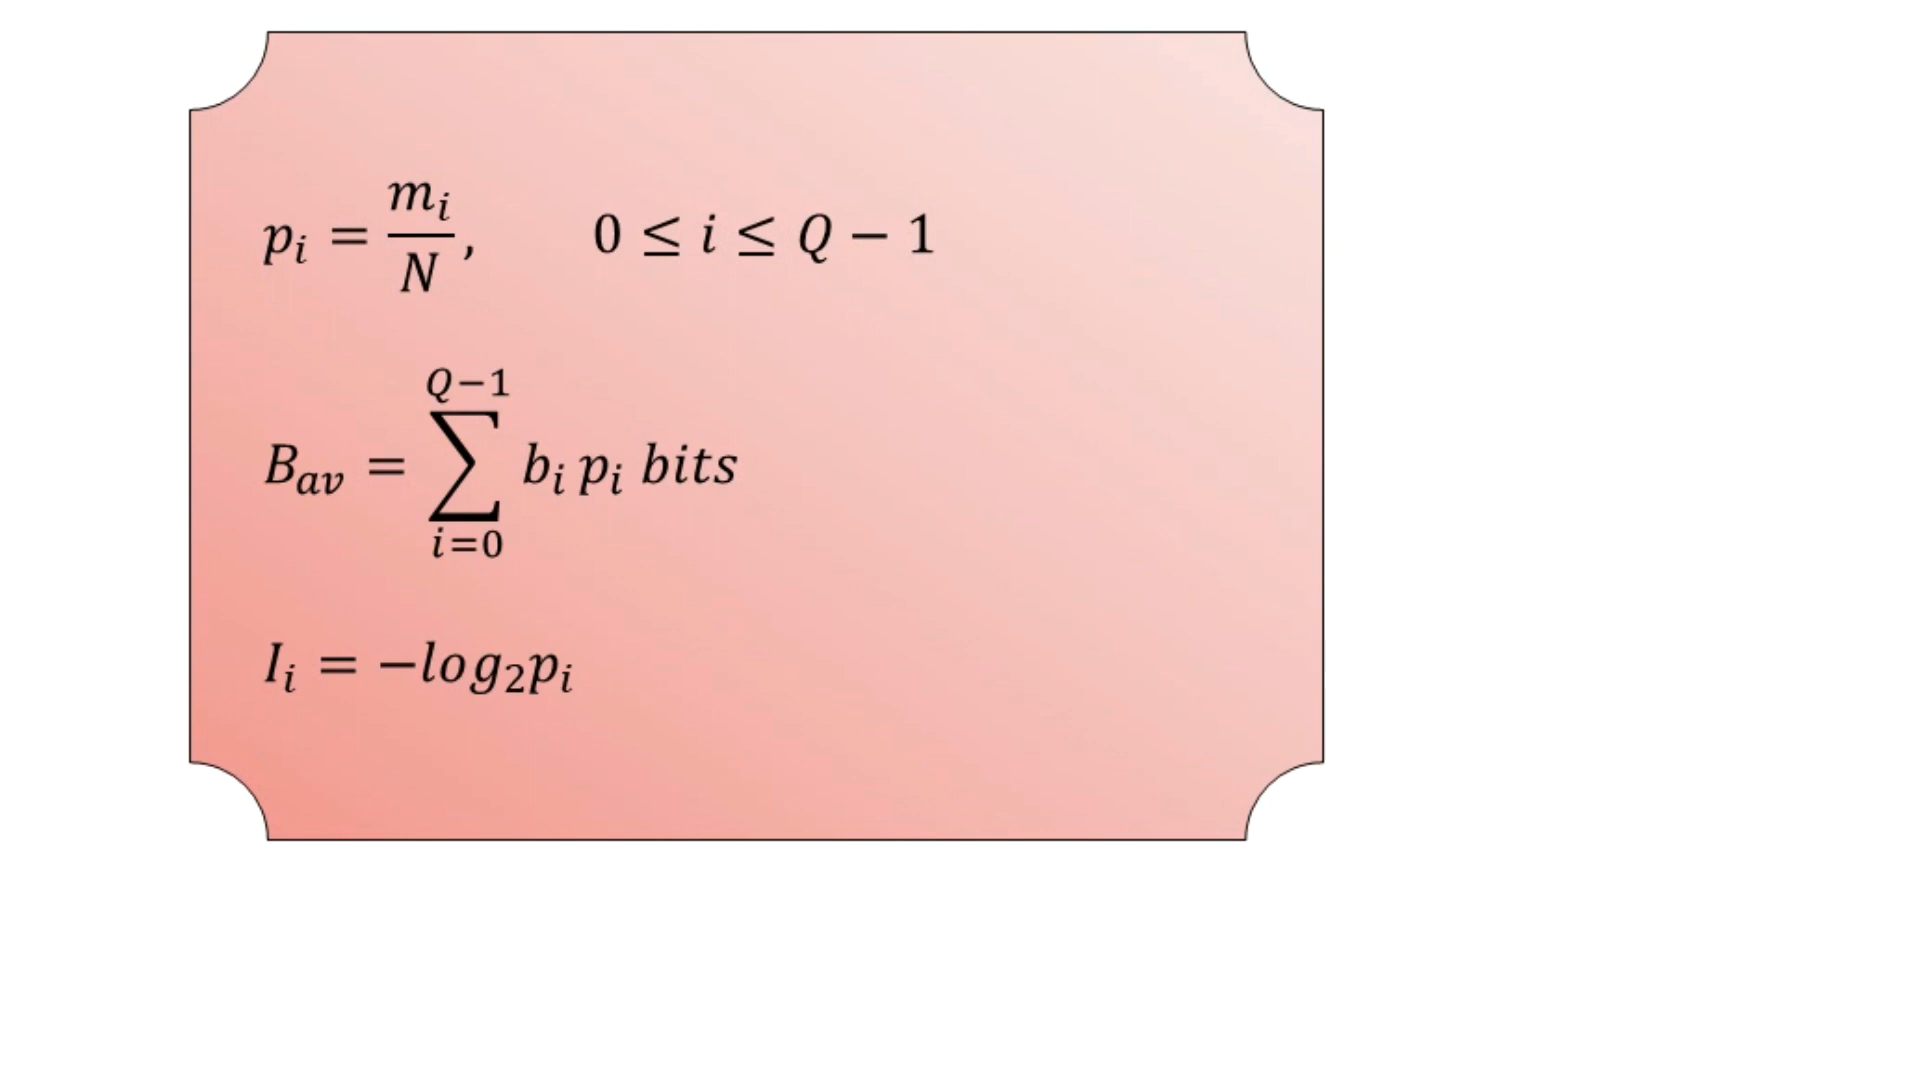 p_i = m_i/N, 0 ≤ i ≤ Q − 1
B_av = ∑_{i=0}^{Q−1} b_i p_i bits
I_i = −log_2 p_i